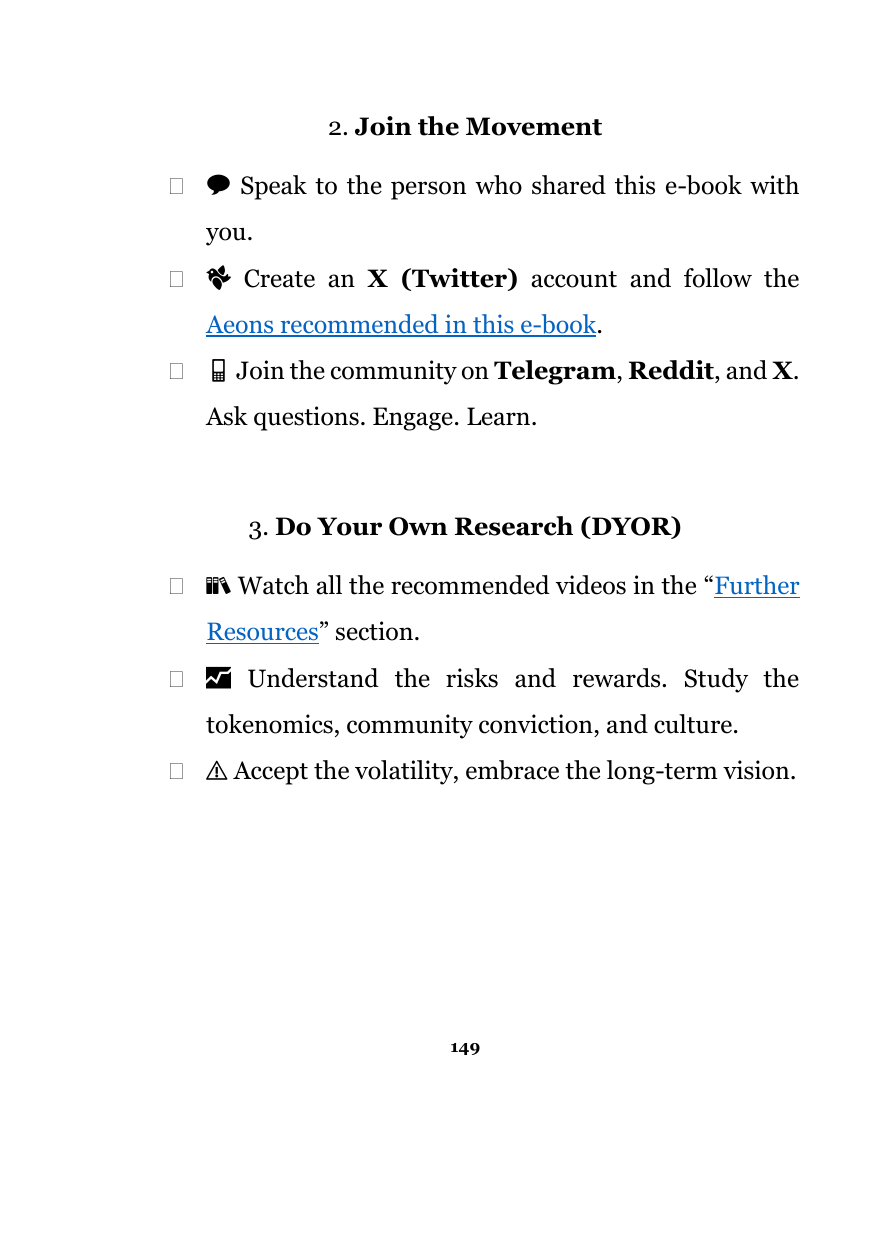 2. Join the Movement
□ 💬 Speak to the person who shared this e-book with
you.
□ 🐦 Create an X (Twitter) account and follow the
Aeons recommended in this e-book.
□ 📱 Join the community on Telegram, Reddit, and X.
Ask questions. Engage. Learn.
3. Do Your Own Research (DYOR)
□ 📚 Watch all the recommended videos in the “Further
Resources” section.
□ 📈 Understand the risks and rewards. Study the
tokenomics, community conviction, and culture.
□ ⚠ Accept the volatility, embrace the long-term vision.
149